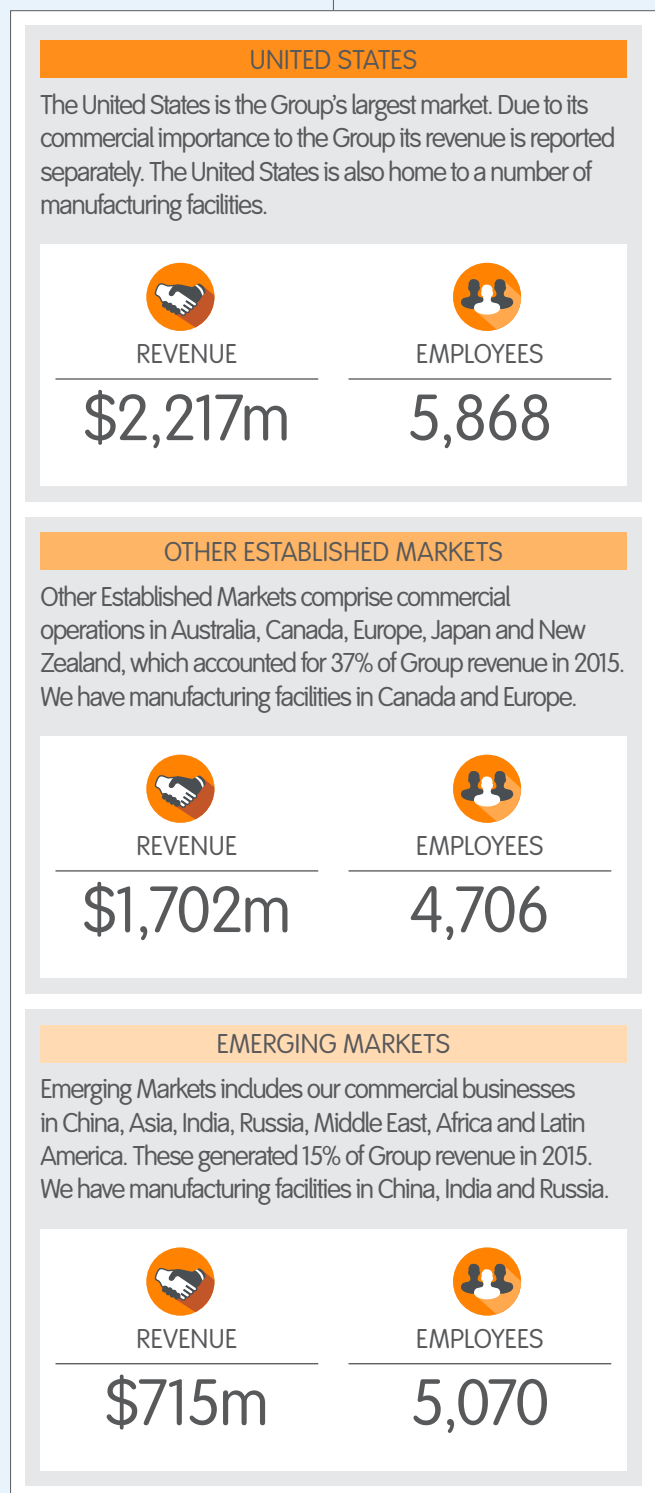 UNITED STATES
The United States is the Group's largest market. Due to its
commercial importance to the Group its revenue is reported
separately. The United States is also home to a number of
manufacturing facilities.
REVENUE
EMPLOYEES
$2,217m
5,868
OTHER ESTABLISHED MARKETS
Other Established Markets comprise commercial
operations in Australia, Canada, Europe, Japan and New
Zealand, which accounted for 37% of Group revenue in 2015.
We have manufacturing facilities in Canada and Europe.
REVENUE
EMPLOYEES
$1,702m
4,706
EMERGING MARKETS
Emerging Markets includes our commercial businesses
in China, Asia, India, Russia, Middle East, Africa and Latin
America. These generated 15% of Group revenue in 2015.
We have manufacturing facilities in China, India and Russia.
REVENUE
EMPLOYEES
$715m
5,070